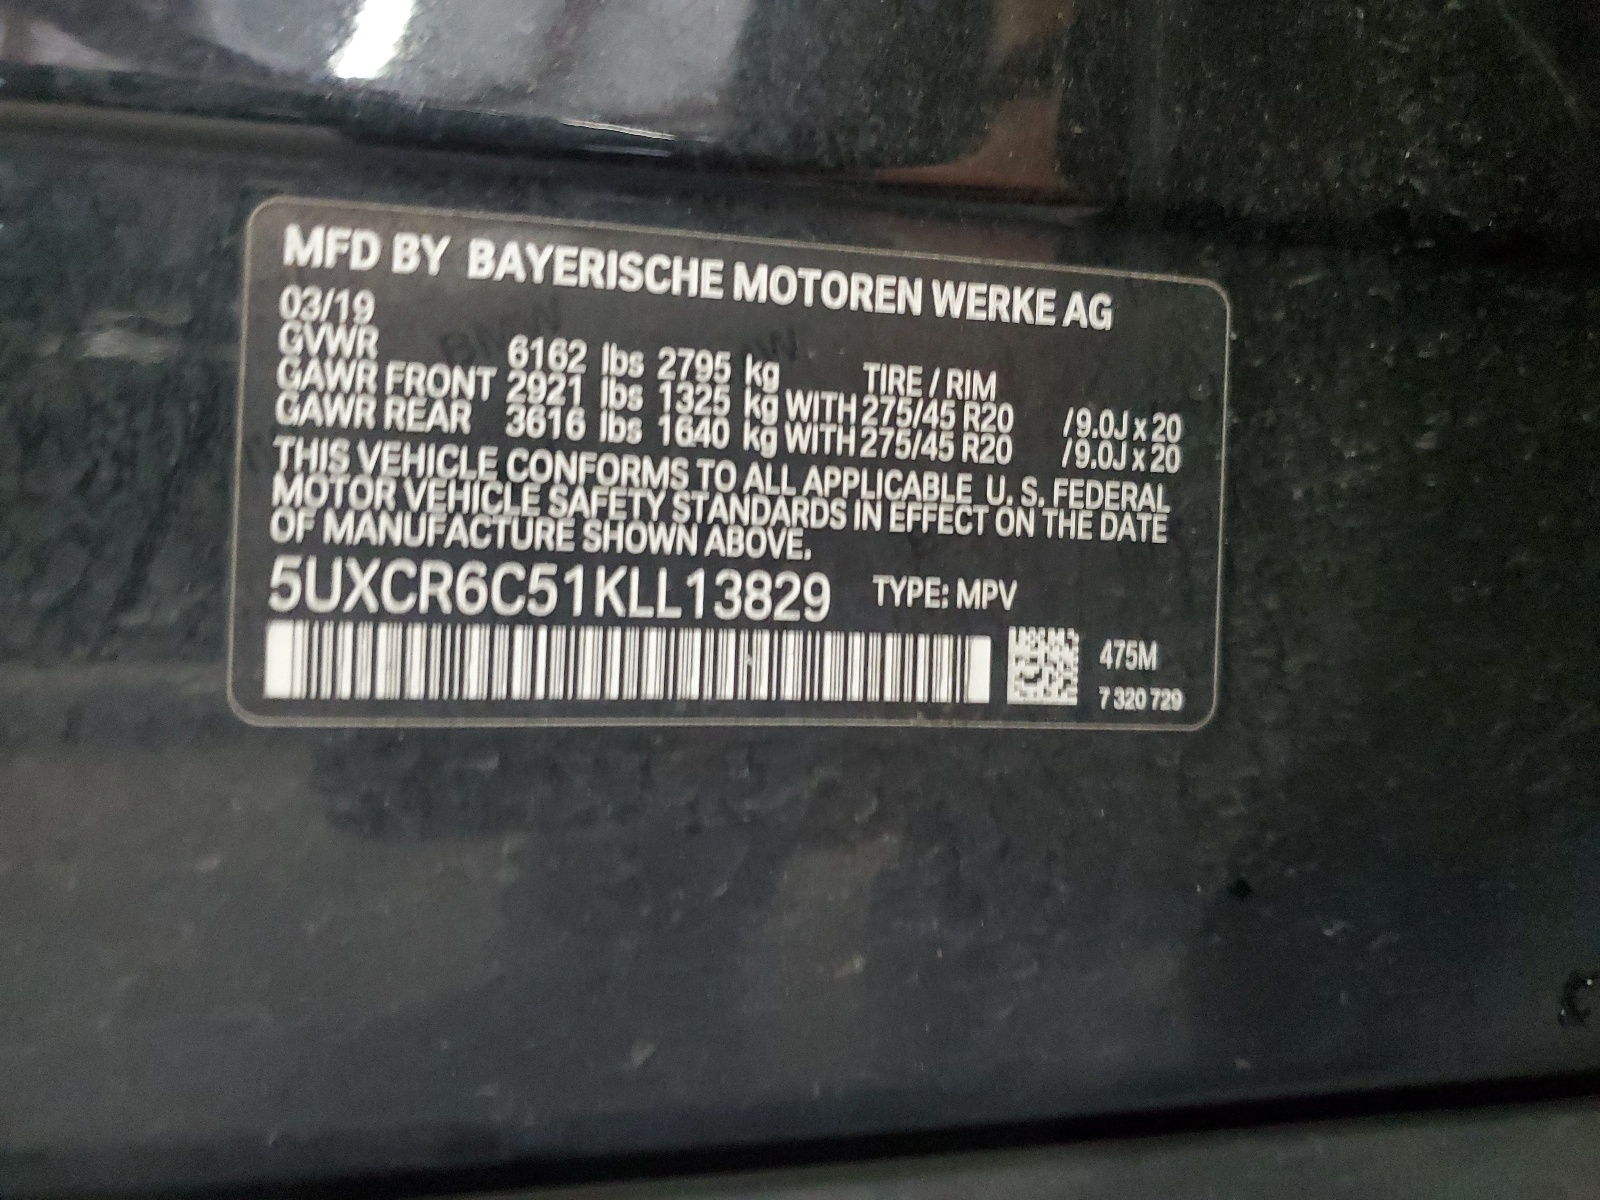 MFD BY BAYERISCHE MOTOREN WERKE AG
03/19
GVWR 6162 lbs 2795 kg TIRE / RIM
GAWR FRONT 2921 lbs 1325 kg WITH 275/45 R20 /9.0J x 20
GAWR REAR 3616 lbs 1640 kg WITH 275/45 R20 /9.0J x 20
THIS VEHICLE CONFORMS TO ALL APPLICABLE U. S. FEDERAL
MOTOR VEHICLE SAFETY STANDARDS IN EFFECT ON THE DATE
OF MANUFACTURE SHOWN ABOVE.
5UXCR6C51KLL13829 TYPE: MPV
475M
7 320 729